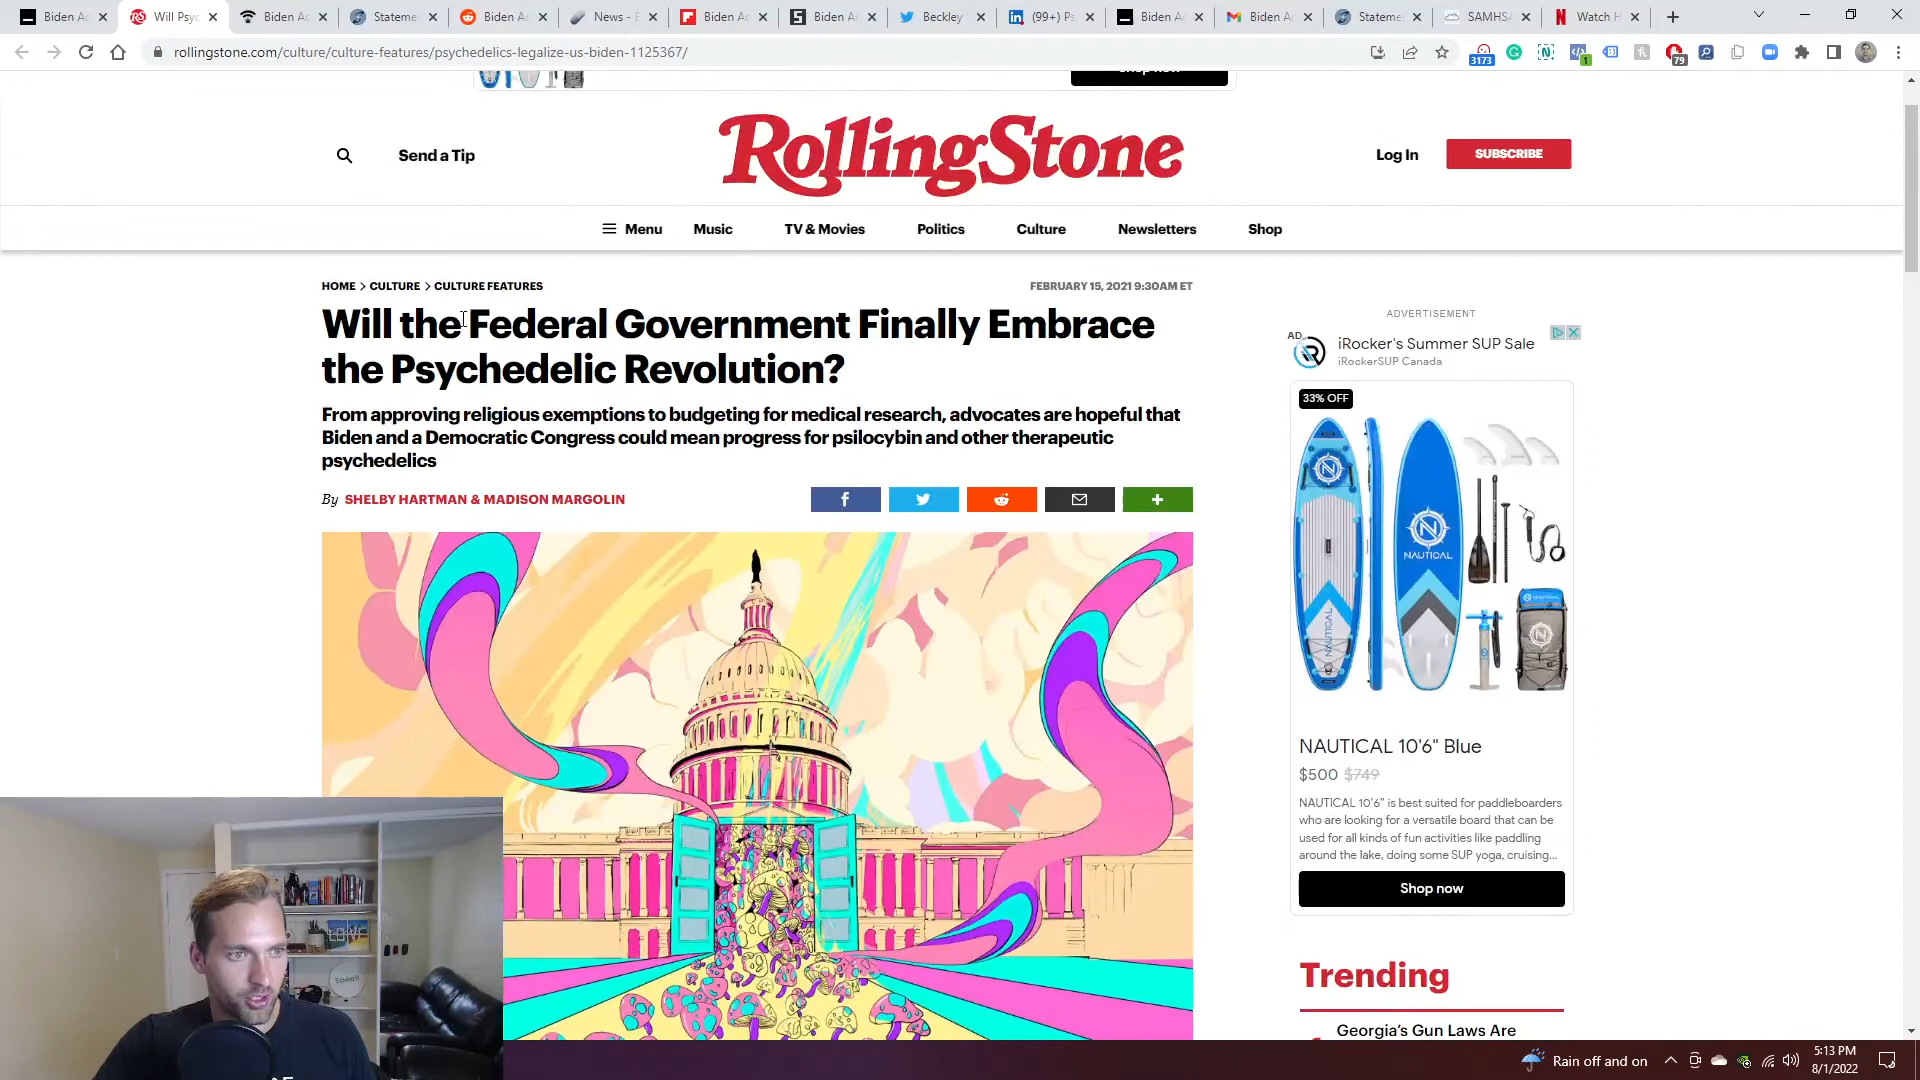 Biden Ac
Will Psyc
Biden Ad
Stateme
Biden Ac
News - B
Biden Ac
Biden Ac
Beckley
(99+) Ps
Biden Ac
Biden Ac
Stateme
SAMHSA
Watch H
rollingstone.com/culture/culture-features/psychedelics-legalize-us-biden-1125367/
3173
1
79
Send a Tip
RollingStone
Log In
SUBSCRIBE
Menu
Music
TV & Movies
Politics
Culture
Newsletters
Shop
HOME > CULTURE > CULTURE FEATURES
FEBRUARY 15, 2021 9:30AM ET
Will the Federal Government Finally Embrace
the Psychedelic Revolution?
From approving religious exemptions to budgeting for medical research, advocates are hopeful that
Biden and a Democratic Congress could mean progress for psilocybin and other therapeutic
psychedelics
By SHELBY HARTMAN & MADISON MARGOLIN
ADVERTISEMENT
AD
iRocker's Summer SUP Sale
iRockerSUP Canada
33% OFF
NAUTICAL
NAUTICAL
NAUTICAL 10'6" Blue
$500 $749
NAUTICAL 10'6" is best suited for paddleboarders
who are looking for a versatile board that can be
used for all kinds of fun activities like paddling
around the lake, doing some SUP yoga, cruising...
Shop now
Trending
Georgia's Gun Laws Are
Speak
Rain off and on
5:13 PM
8/1/2022